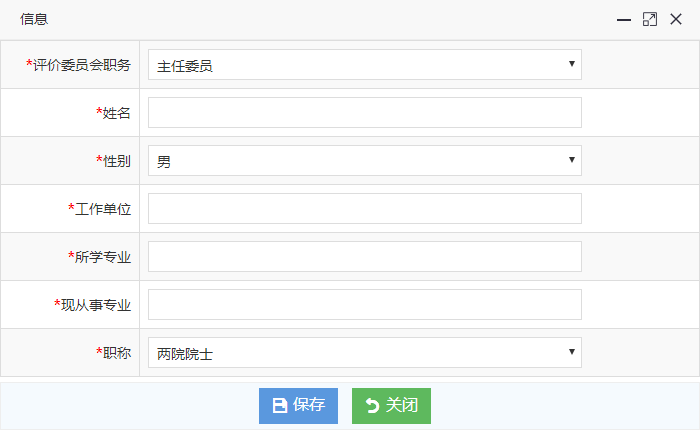 信息
*评价委员会职务 主任委员
*姓名
*性别 男
*工作单位
*所学专业
*现从事专业
*职称 两院院士
保存 关闭